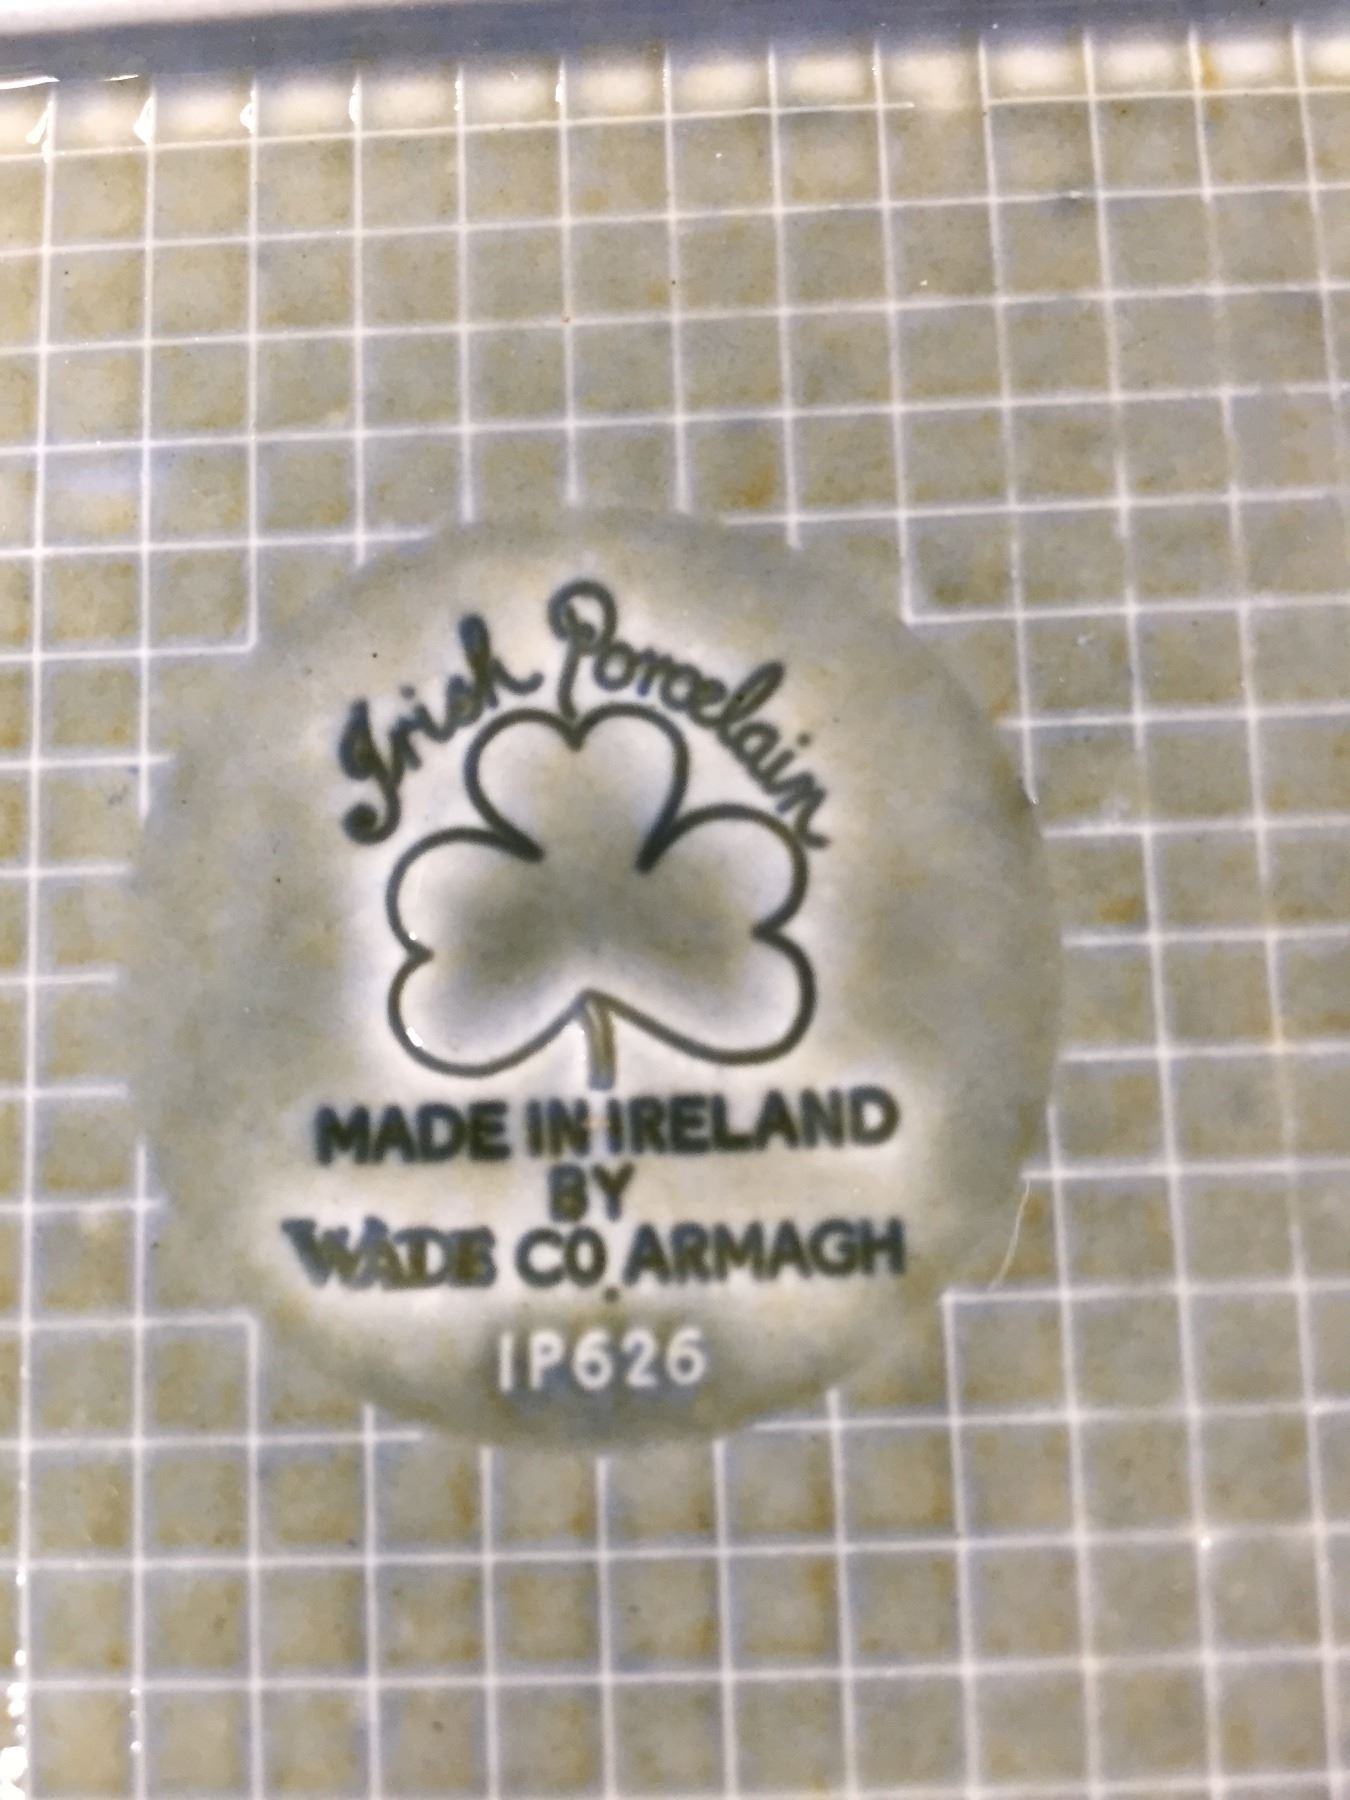 Irish Porcelain
MADE IN IRELAND
BY
WADE CO. ARMAGH
IP626